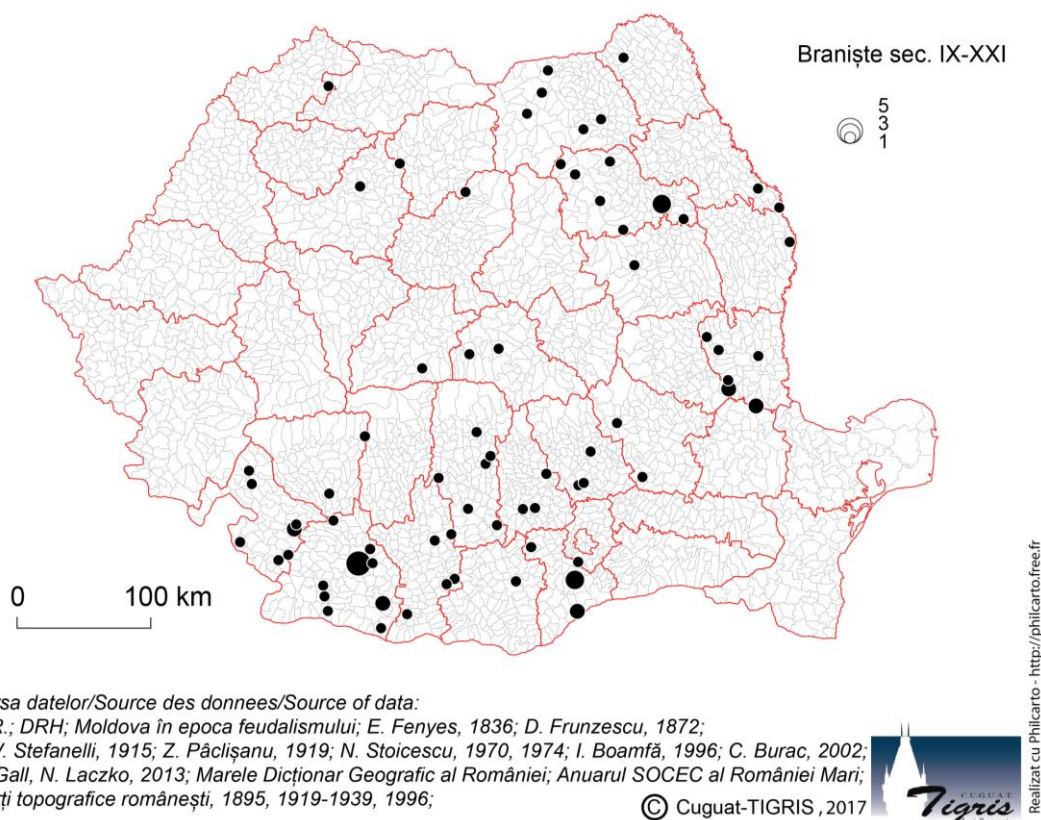 Braniște sec. IX-XXI
5
3
1
0 100 km
rsa datelor/Source des donnees/Source of data:
R.; DRH; Moldova în epoca feudalismului; E. Fenyes, 1836; D. Frunzescu, 1872;
V. Stefanelli, 1915; Z. Pâclișanu, 1919; N. Stoicescu, 1970, 1974; I. Boamfă, 1996; C. Burac, 2002;
Gall, N. Laczko, 2013; Marele Dicționar Geografic al României; Anuarul SOCEC al României Mari;
rți topografice românești, 1895, 1919-1939, 1996;
© Cuguat-TIGRIS, 2017
C.U.G.U.A.T.
Tigris
Realizat cu Philcarto - http://philcarto.free.fr